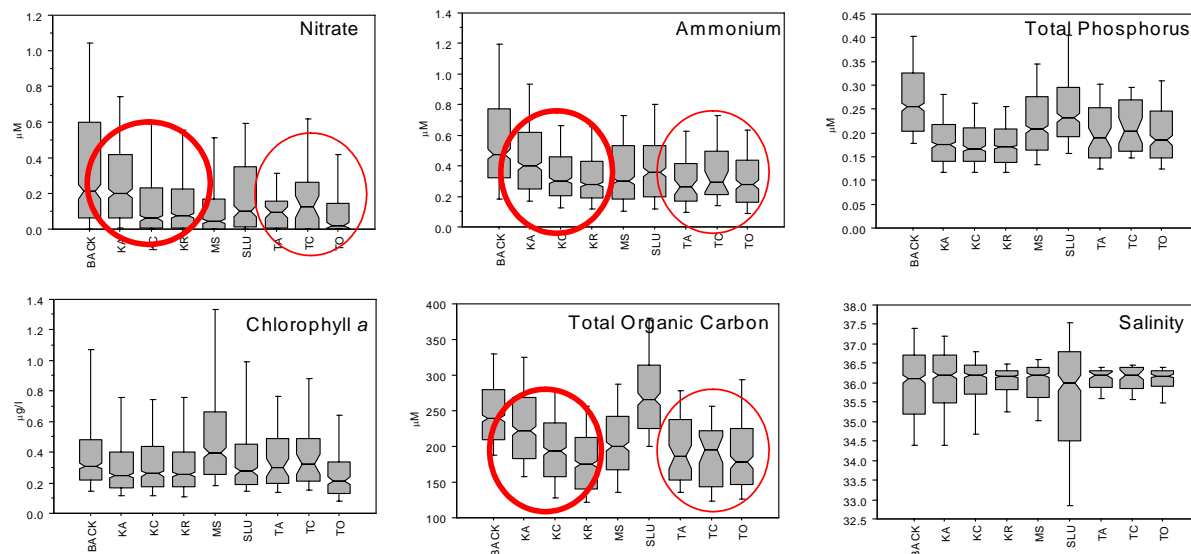 Nitrate
1.2
1.0
0.8
0.6
0.4
0.2
0.0
µM
BACK
KA
KC
KR
MS
SLU
TA
TC
TO
Ammonium
1.2
1.0
0.8
0.6
0.4
0.2
0.0
µM
BACK
KA
KC
KR
MS
SLU
TA
TC
TO
Total Phosphorus
0.45
0.40
0.35
0.30
0.25
0.20
0.15
0.10
0.05
0.00
µM
BACK
KA
KC
KR
MS
SLU
TA
TC
TO
Chlorophyll a
1.4
1.2
1.0
0.8
0.6
0.4
0.2
0.0
µg/l
BACK
KA
KC
KR
MS
SLU
TA
TC
TO
Total Organic Carbon
400
350
300
250
200
150
100
µM
BACK
KA
KC
KR
MS
SLU
TA
TC
TO
Salinity
38.0
37.5
37.0
36.5
36.0
35.5
35.0
34.5
34.0
33.5
33.0
32.5
BACK
KA
KC
KR
MS
SLU
TA
TC
TO